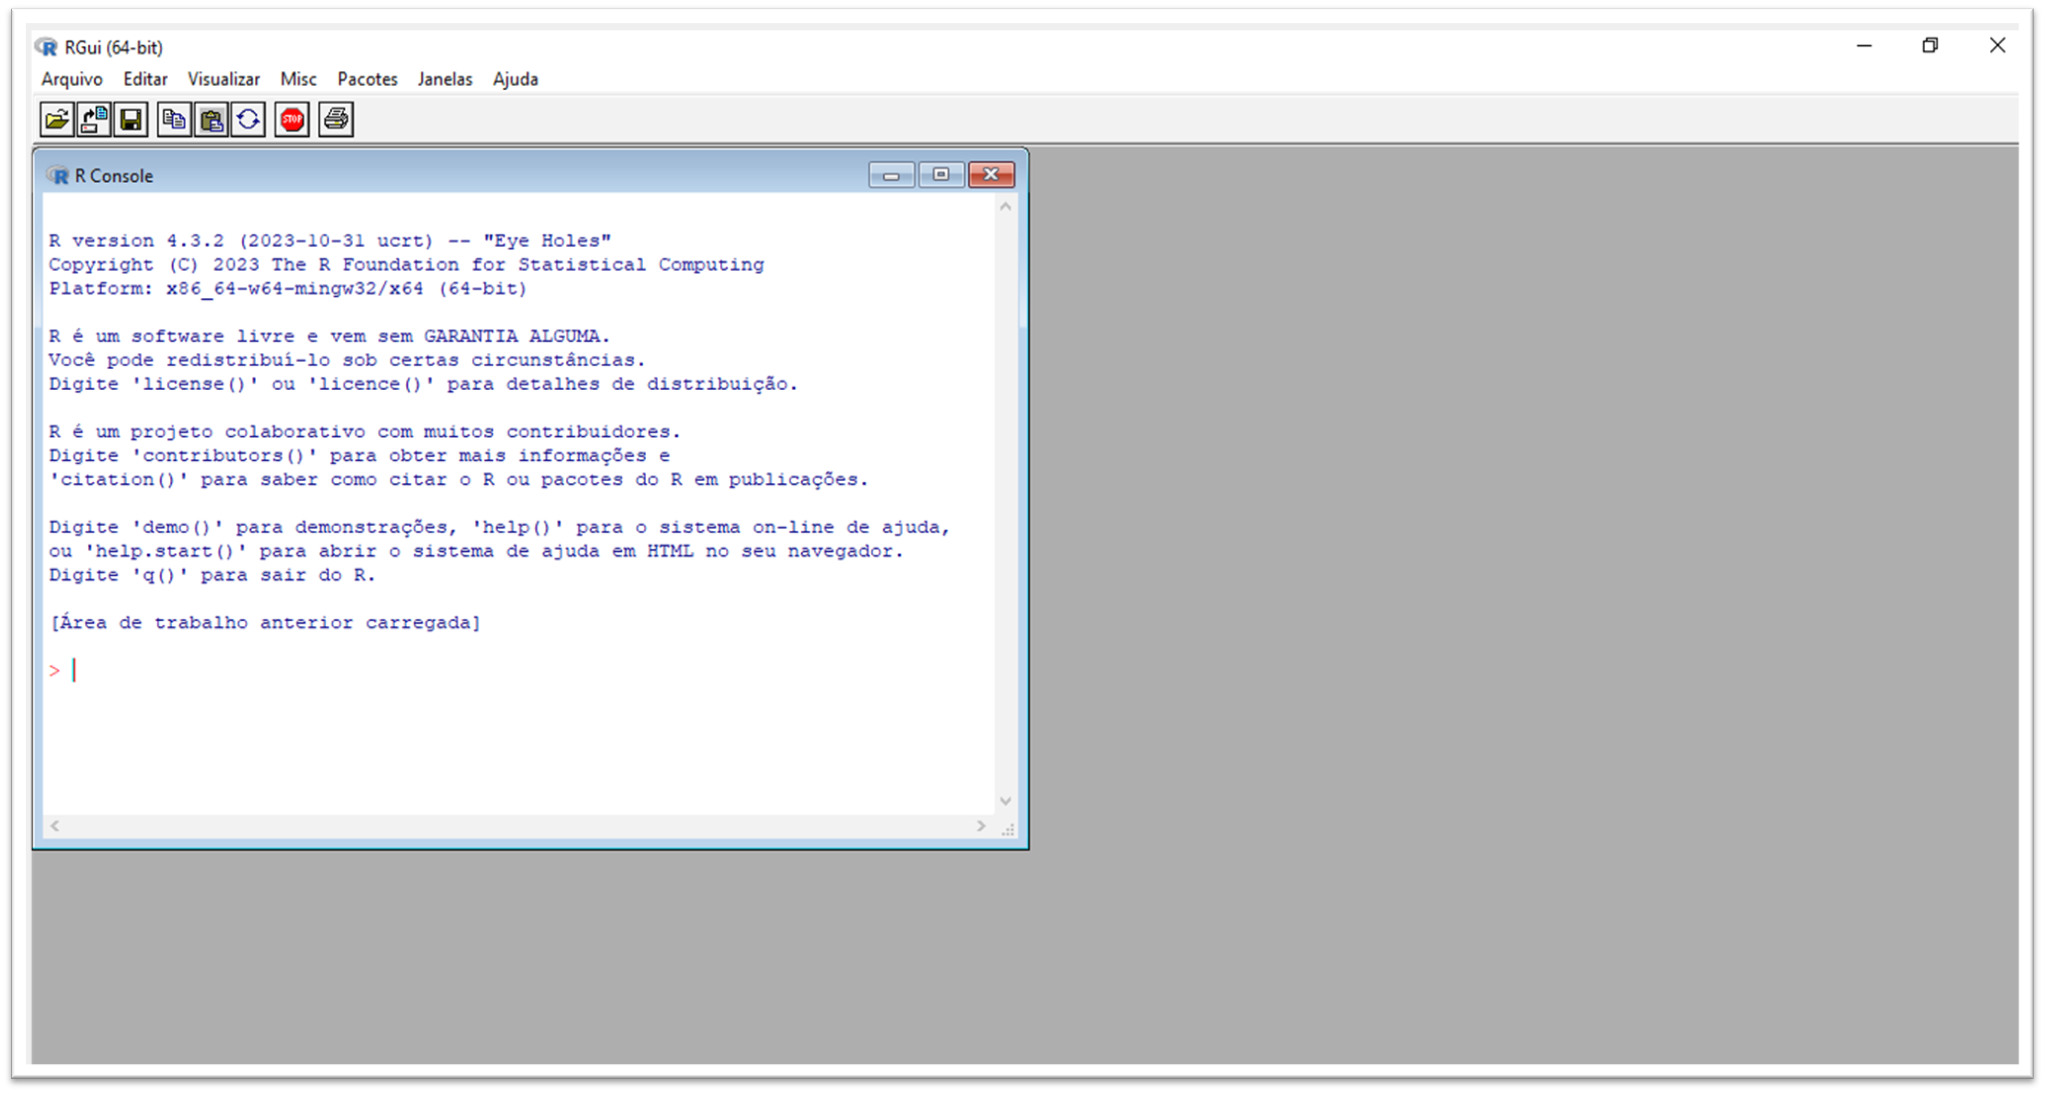 RGui (64-bit)
Arquivo Editar Visualizar Misc Pacotes Janelas Ajuda
STOP
R Console
R version 4.3.2 (2023-10-31 ucrt) -- "Eye Holes"
Copyright (C) 2023 The R Foundation for Statistical Computing
Platform: x86_64-w64-mingw32/x64 (64-bit)
R é um software livre e vem sem GARANTIA ALGUMA.
Você pode redistribuí-lo sob certas circunstâncias.
Digite 'license()' ou 'licence()' para detalhes de distribuição.
R é um projeto colaborativo com muitos contribuidores.
Digite 'contributors()' para obter mais informações e
'citation()' para saber como citar o R ou pacotes do R em publicações.
Digite 'demo()' para demonstrações, 'help()' para o sistema on-line de ajuda,
ou 'help.start()' para abrir o sistema de ajuda em HTML no seu navegador.
Digite 'q()' para sair do R.
[Área de trabalho anterior carregada]
>